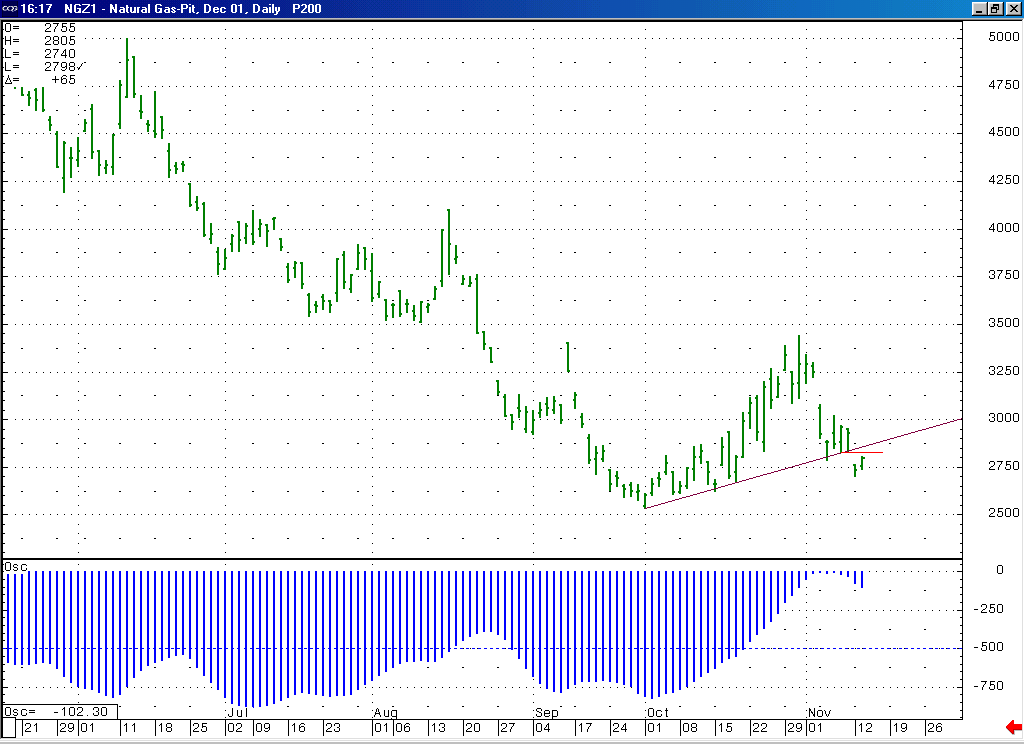 CQG 16:17 NGZ1 - Natural Gas-Pit, Dec 01, Daily P200
O= 2755
H= 2805
L= 2740
L= 2798✓
Δ= +65
5000
4750
4500
4250
4000
3750
3500
3250
3000
2750
2500
Osc
0
-250
-500
-750
Osc= -102.30
Jul Aug Sep Oct Nov
21 29 01 11 18 25 02 09 16 23 01 06 13 20 27 04 17 24 01 08 15 22 29 01 12 19 26